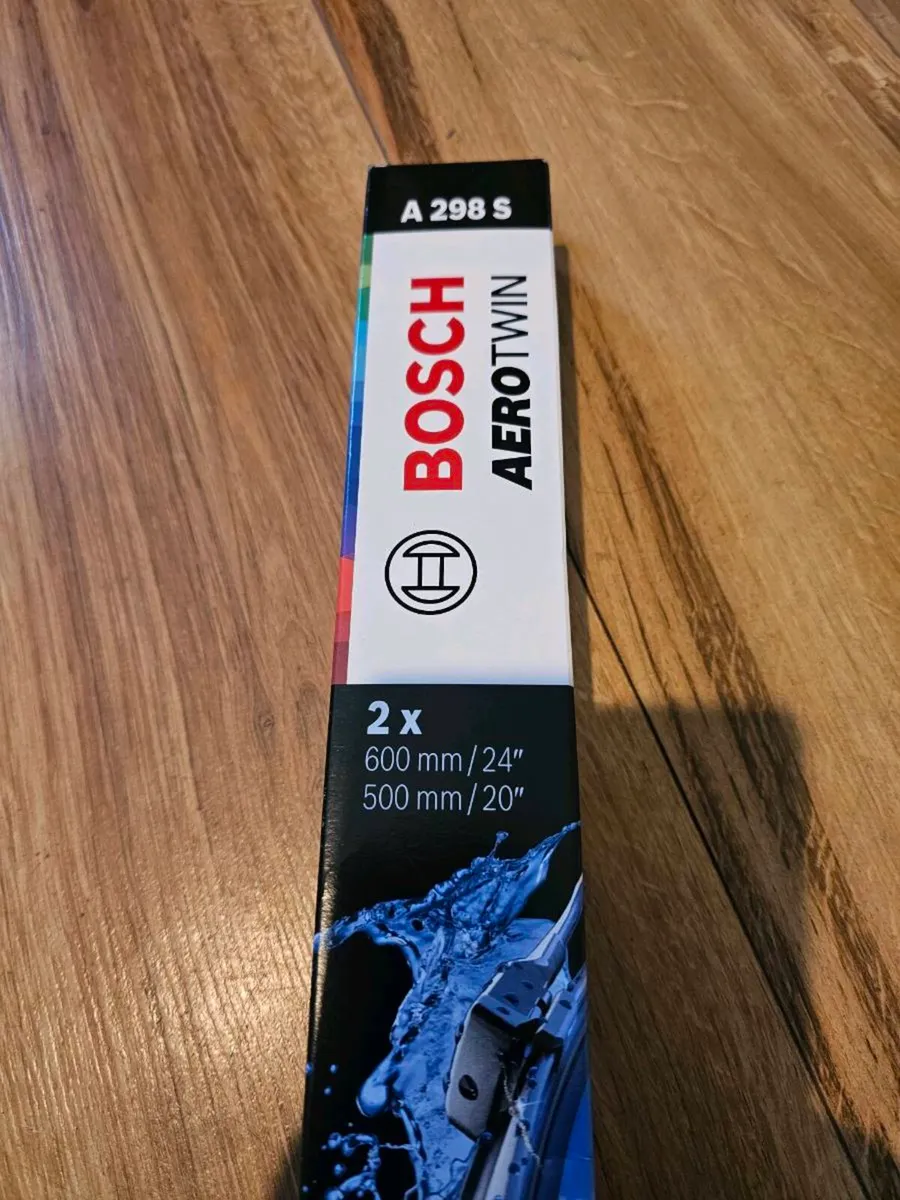 A 298 S
BOSCH
AEROTWIN
2 x
600 mm/24"
500 mm/20"